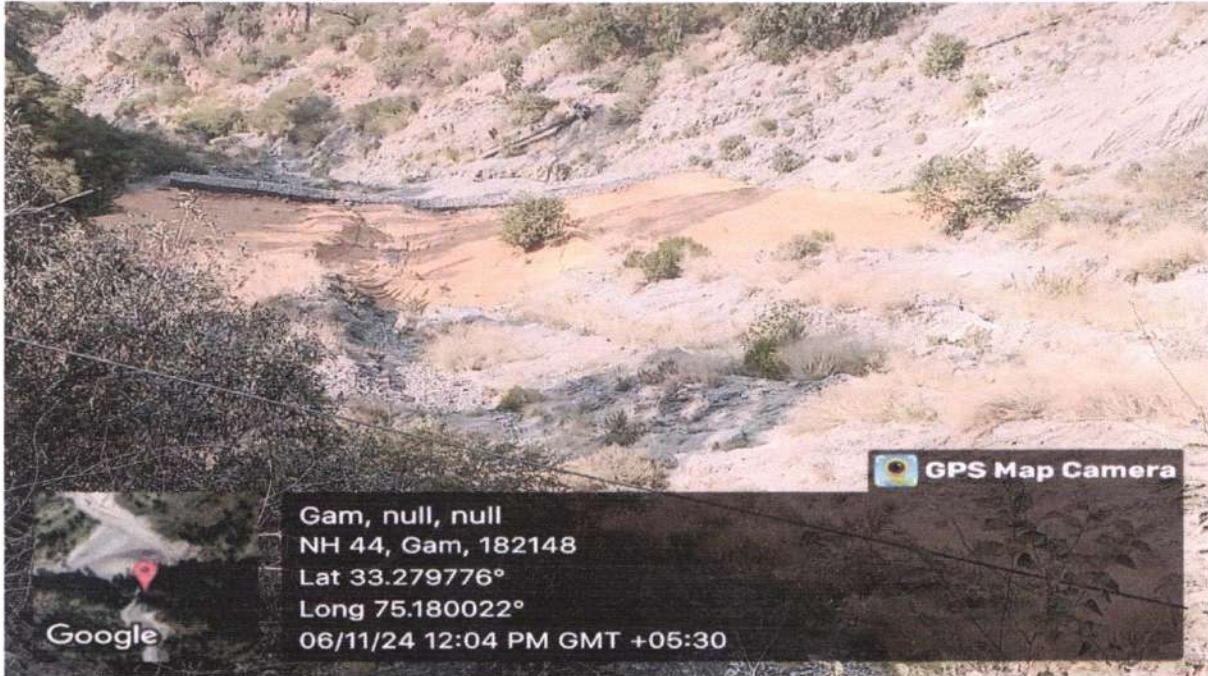 GPS Map Camera
Gam, null, null
NH 44, Gam, 182148
Lat 33.279776°
Long 75.180022°
06/11/24 12:04 PM GMT +05:30
Google